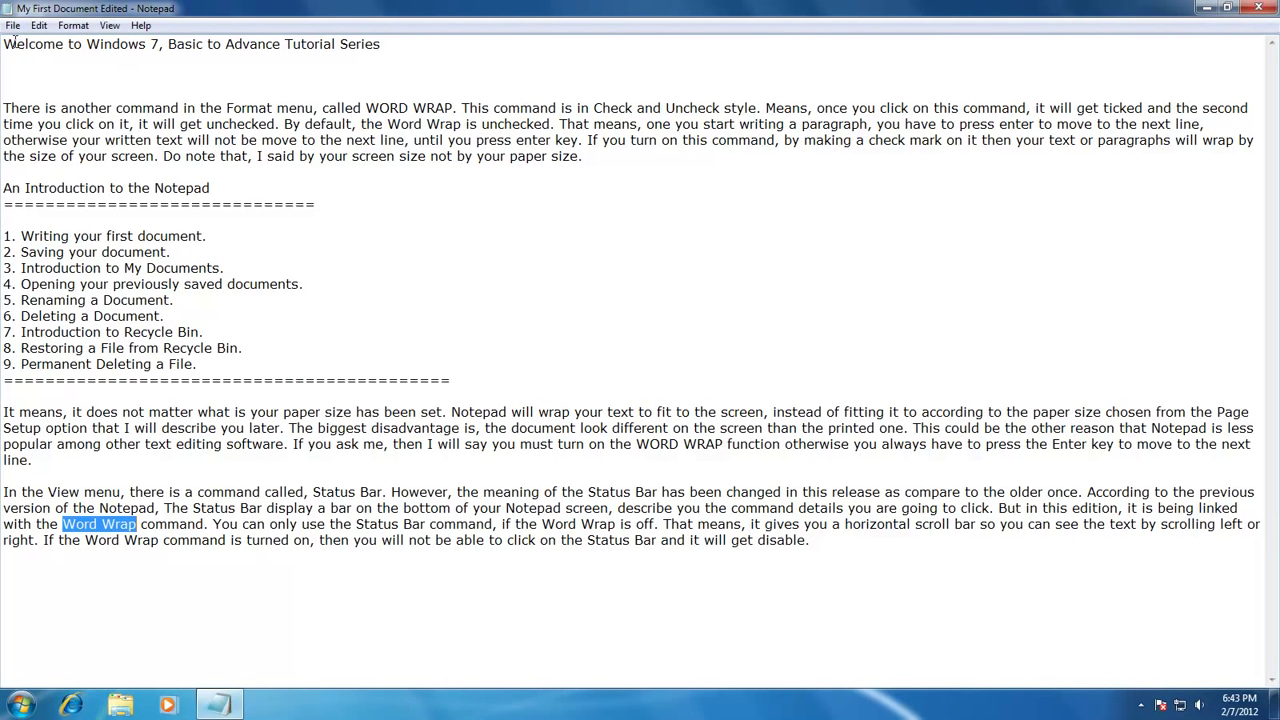 My First Document Edited - Notepad
File Edit Format View Help
Welcome to Windows 7, Basic to Advance Tutorial Series
There is another command in the Format menu, called WORD WRAP. This command is in Check and Uncheck style. Means, once you click on this command, it will get ticked and the second
time you click on it, it will get unchecked. By default, the Word Wrap is unchecked. That means, one you start writing a paragraph, you have to press enter to move to the next line,
otherwise your written text will not be move to the next line, until you press enter key. If you turn on this command, by making a check mark on it then your text or paragraphs will wrap by
the size of your screen. Do note that, I said by your screen size not by your paper size.
An Introduction to the Notepad
==============================
1. Writing your first document.
2. Saving your document.
3. Introduction to My Documents.
4. Opening your previously saved documents.
5. Renaming a Document.
6. Deleting a Document.
7. Introduction to Recycle Bin.
8. Restoring a File from Recycle Bin.
9. Permanent Deleting a File.
===========================================
It means, it does not matter what is your paper size has been set. Notepad will wrap your text to fit to the screen, instead of fitting it to according to the paper size chosen from the Page
Setup option that I will describe you later. The biggest disadvantage is, the document look different on the screen than the printed one. This could be the other reason that Notepad is less
popular among other text editing software. If you ask me, then I will say you must turn on the WORD WRAP function otherwise you always have to press the Enter key to move to the next
line.
In the View menu, there is a command called, Status Bar. However, the meaning of the Status Bar has been changed in this release as compare to the older once. According to the previous
version of the Notepad, The Status Bar display a bar on the bottom of your Notepad screen, describe you the command details you are going to click. But in this edition, it is being linked
with the Word Wrap command. You can only use the Status Bar command, if the Word Wrap is off. That means, it gives you a horizontal scroll bar so you can see the text by scrolling left or
right. If the Word Wrap command is turned on, then you will not be able to click on the Status Bar and it will get disable.
6:43 PM
2/7/2012